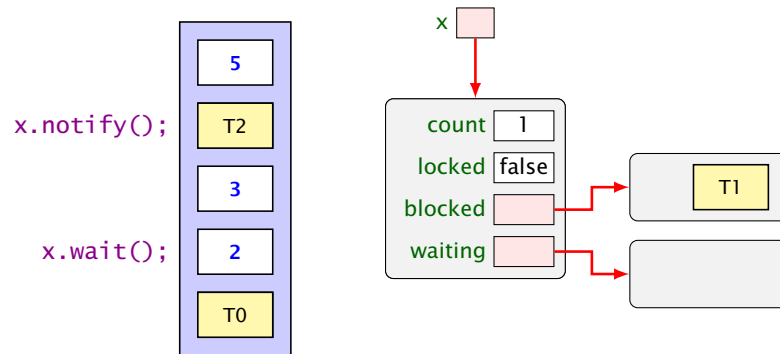 5
x.notify();
T2
3
x.wait();
2
T0
x
count
1
locked
false
blocked
waiting
T1